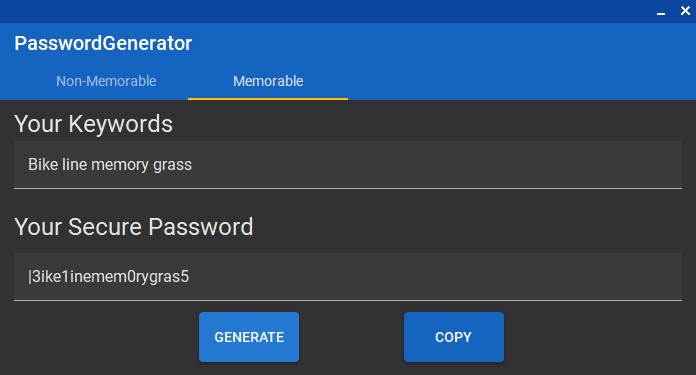 PasswordGenerator
Non-Memorable Memorable
Your Keywords
Bike line memory grass
Your Secure Password
|3ike1inemem0rygras5
GENERATE COPY